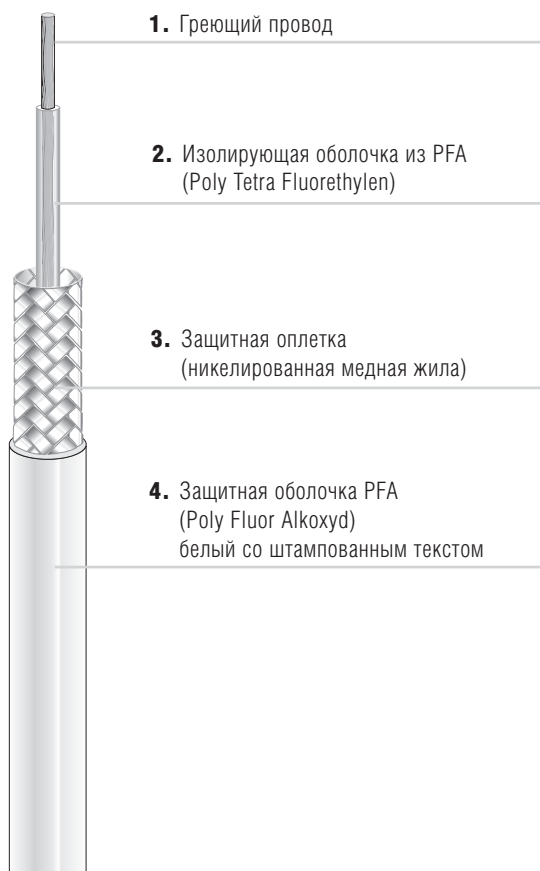 1. Греющий провод
2. Изолирующая оболочка из PFA
(Poly Tetra Fluorethylen)
3. Защитная оплетка
(никелированная медная жила)
4. Защитная оболочка PFA
(Poly Fluor Alkoxyd)
белый со штампованным текстом